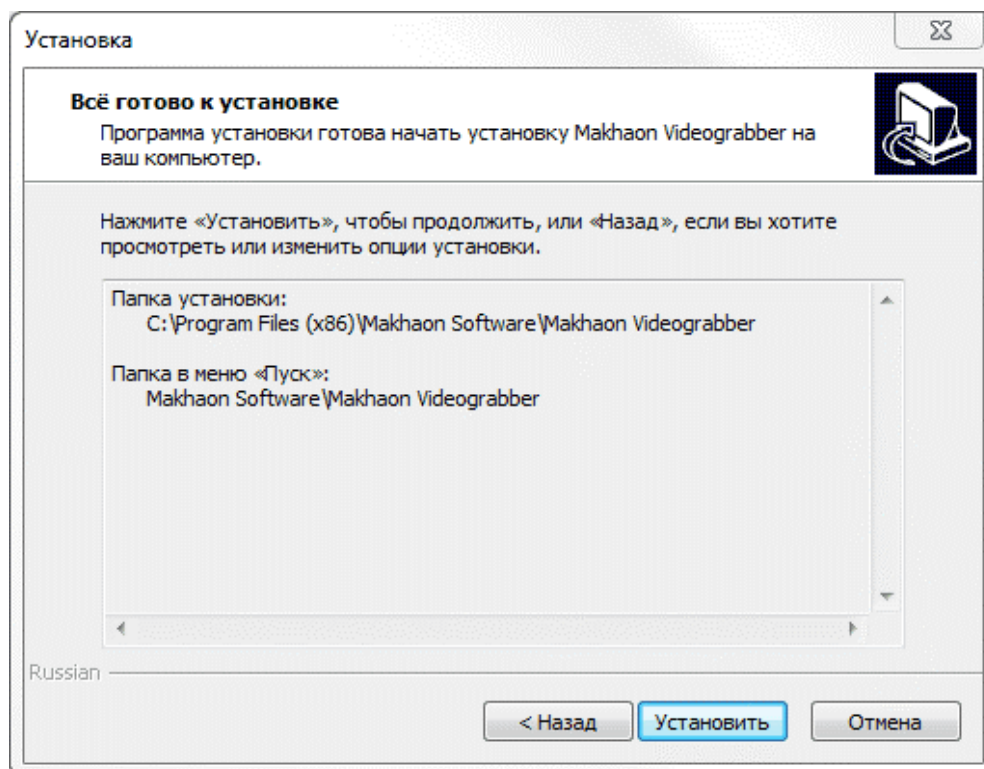 Установка
Всё готово к установке
Программа установки готова начать установку Makhaon Videograbber на
ваш компьютер.
Нажмите «Установить», чтобы продолжить, или «Назад», если вы хотите
просмотреть или изменить опции установки.
Папка установки:
C:\Program Files (x86)\Makhaon Software\Makhaon Videograbber
Папка в меню «Пуск»:
Makhaon Software\Makhaon Videograbber
Russian
< Назад
Установить
Отмена